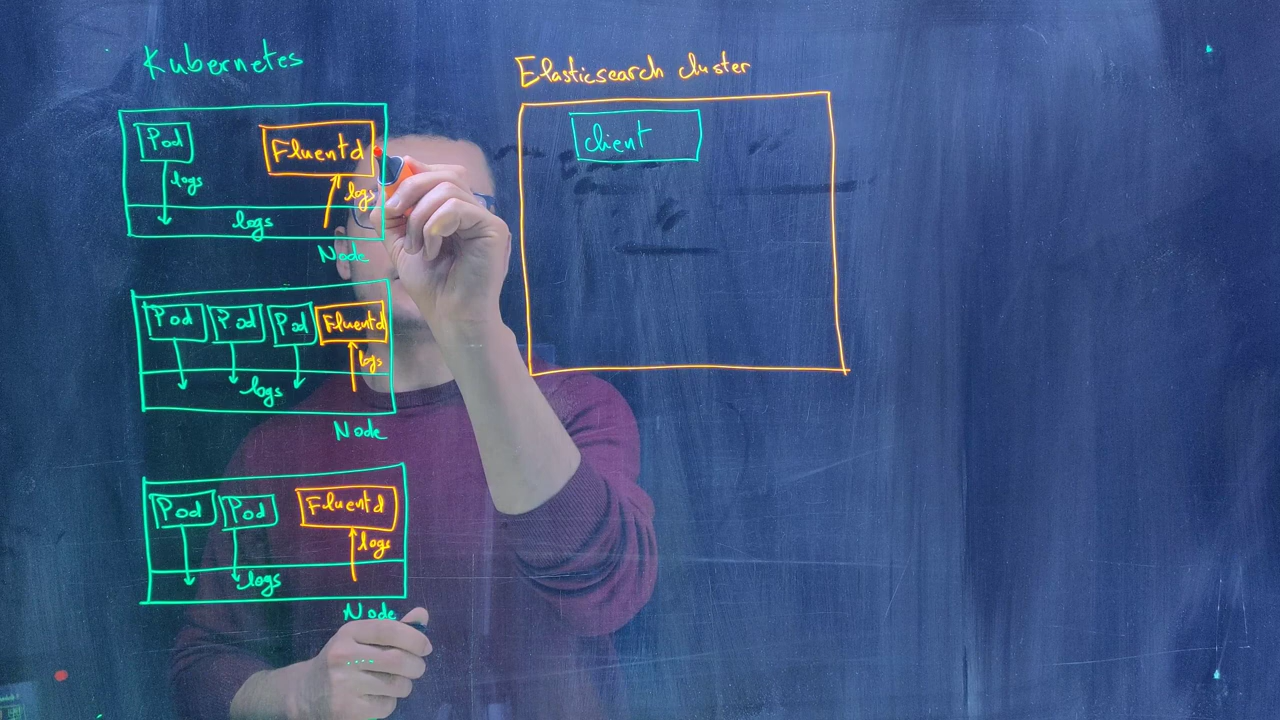 Kubernetes
Pod
logs
Fluentd
logs
logs
Node
Pod
Pod
Pod
Fluentd
logs
logs
Node
Pod
Pod
Fluentd
logs
logs
Node
....
Elasticsearch cluster
client